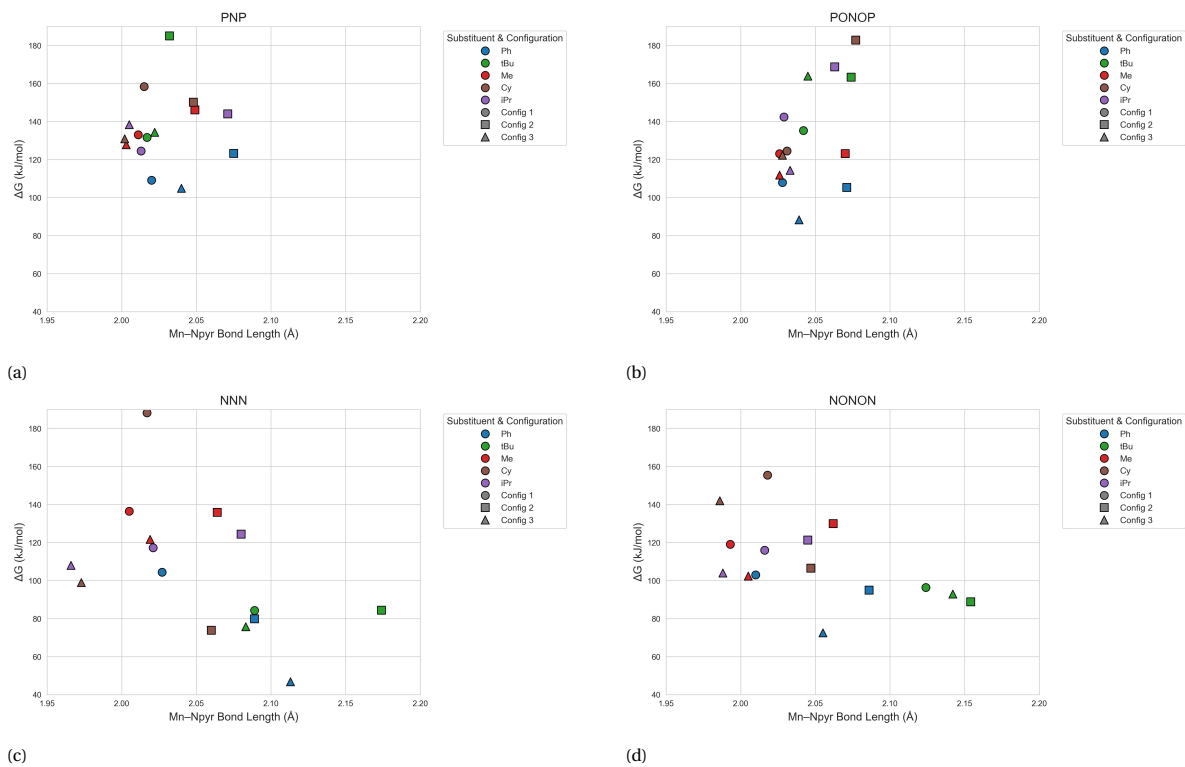 PNP
ΔG (kJ/mol)
180
160
140
120
100
80
60
40
1.95 2.00 2.05 2.10 2.15 2.20
Mn–Npyr Bond Length (Å)
Substituent & Configuration
Ph
tBu
Me
Cy
iPr
Config 1
Config 2
Config 3
(a)
PONOP
ΔG (kJ/mol)
180
160
140
120
100
80
60
40
1.95 2.00 2.05 2.10 2.15 2.20
Mn–Npyr Bond Length (Å)
Substituent & Configuration
Ph
tBu
Me
Cy
iPr
Config 1
Config 2
Config 3
(b)
NNN
ΔG (kJ/mol)
180
160
140
120
100
80
60
40
1.95 2.00 2.05 2.10 2.15 2.20
Mn–Npyr Bond Length (Å)
Substituent & Configuration
Ph
tBu
Me
Cy
iPr
Config 1
Config 2
Config 3
(c)
NONON
ΔG (kJ/mol)
180
160
140
120
100
80
60
40
1.95 2.00 2.05 2.10 2.15 2.20
Mn–Npyr Bond Length (Å)
Substituent & Configuration
Ph
tBu
Me
Cy
iPr
Config 1
Config 2
Config 3
(d)